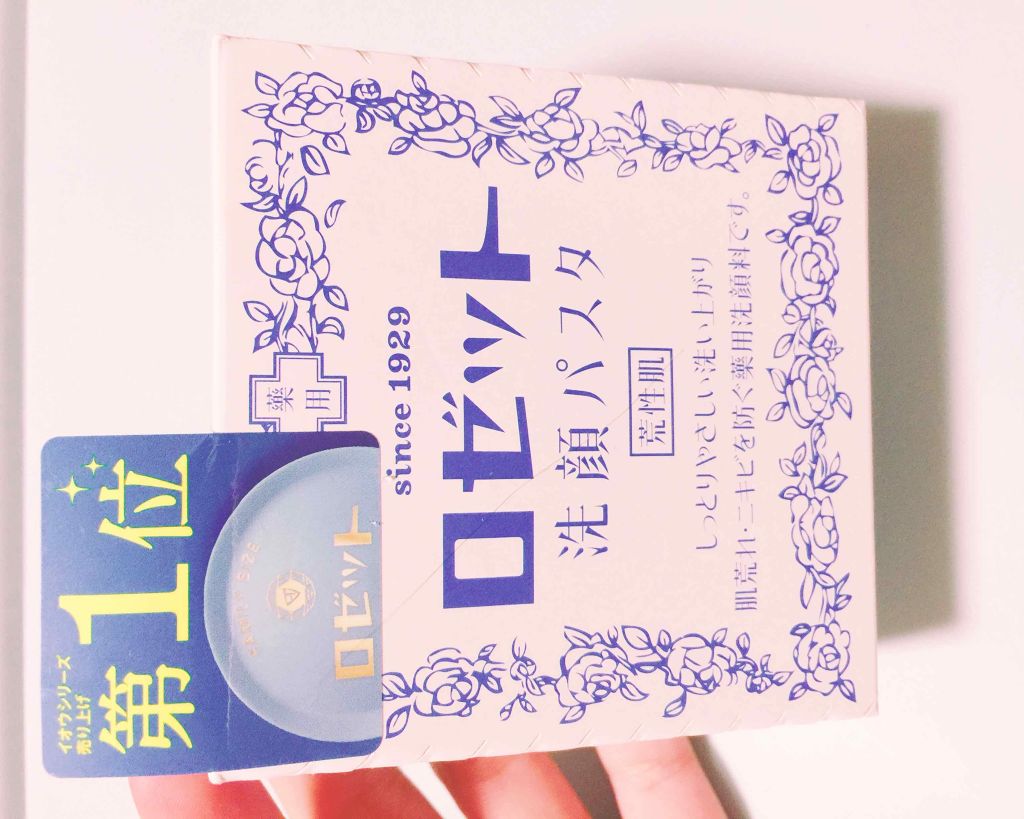 イオウシリーズ
売り上げ
第1位
FAMILY SIZE
ロゼット
薬用
since 1929
ロゼット
洗顔パスタ
荒性肌
しっとりやさしい洗い上がり
肌荒れ・ニキビを防ぐ薬用洗顔料です。